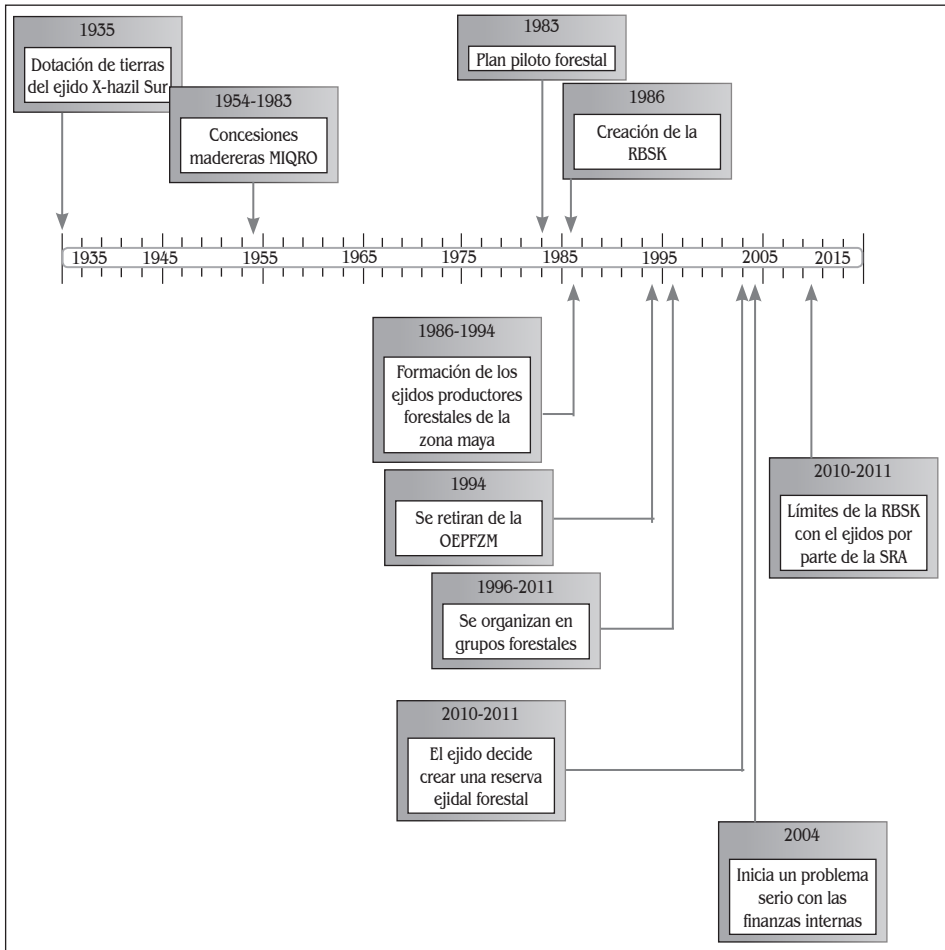 1935
Dotación de tierras
del ejido X-hazil Sur
1954-1983
Concesiones
madereras MIQRO
1983
Plan piloto forestal
1986
Creación de la
RBSK
1935 1945 1955 1965 1975 1985 1995 2005 2015
1986-1994
Formación de los
ejidos productores
forestales de la
zona maya
1994
Se retiran de la
OEPFZM
1996-2011
Se organizan en
grupos forestales
2010-2011
El ejido decide
crear una reserva
ejidal forestal
2010-2011
Límites de la RBSK
con el ejidos por
parte de la SRA
2004
Inicia un problema
serio con las
finanzas internas